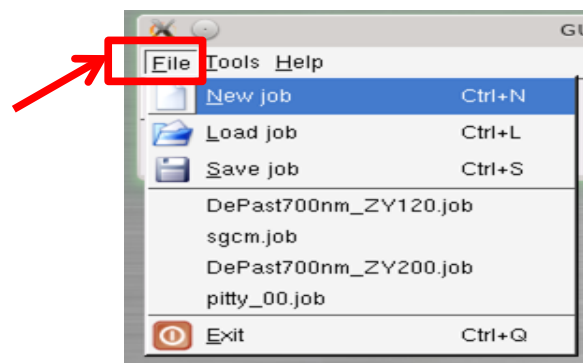 GU
File Tools Help
New job Ctrl+N
Load job Ctrl+L
Save job Ctrl+S
DePast700nm_ZY120.job
sgcm.job
DePast700nm_ZY200.job
pitty_00.job
Exit Ctrl+Q